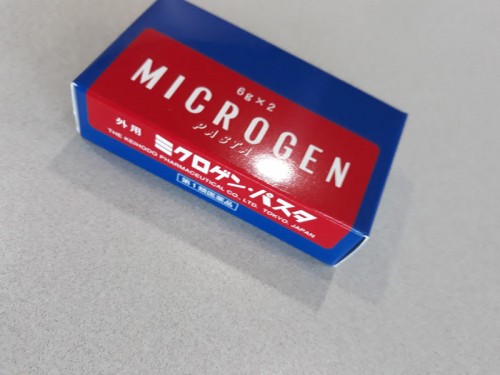 6g×2
MICROGEN
PASTA
外用
ミクロゲン・パスタ
THE KEIHODO PHARMACEUTICAL CO., LTD. TOKYO, JAPAN
第1類医薬品